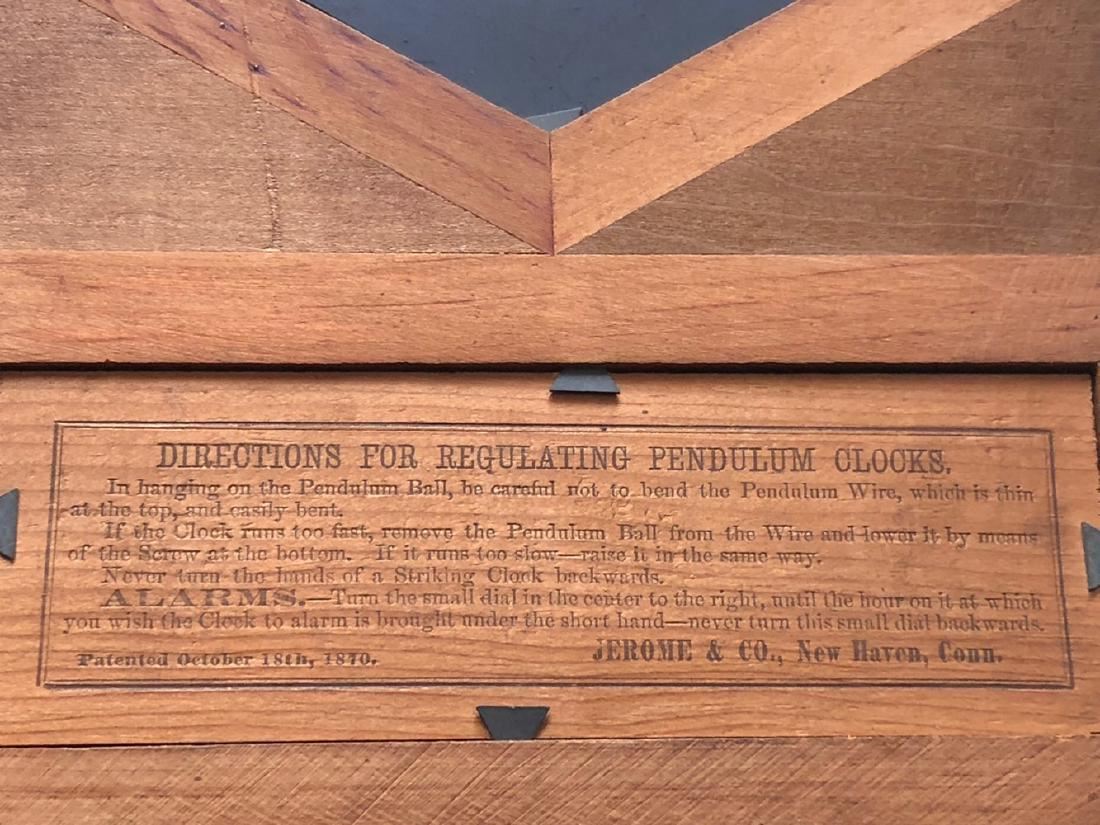 DIRECTIONS FOR REGULATING PENDULUM CLOCKS.
In hanging on the Pendulum Ball, be careful not to bend the Pendulum Wire, which is thin
at the top, and easily bent.
If the Clock runs too fast, remove the Pendulum Ball from the Wire and lower it by means
of the Screw at the bottom. If it runs too slow—raise it in the same way.
Never turn the hands of a Striking Clock backwards.
ALARMS.—Turn the small dial in the center to the right, until the hour on it at which
you wish the Clock to alarm is brought under the short hand—never turn this small dial backwards.
Patented October 18th, 1870. JEROME & CO., New Haven, Conn.